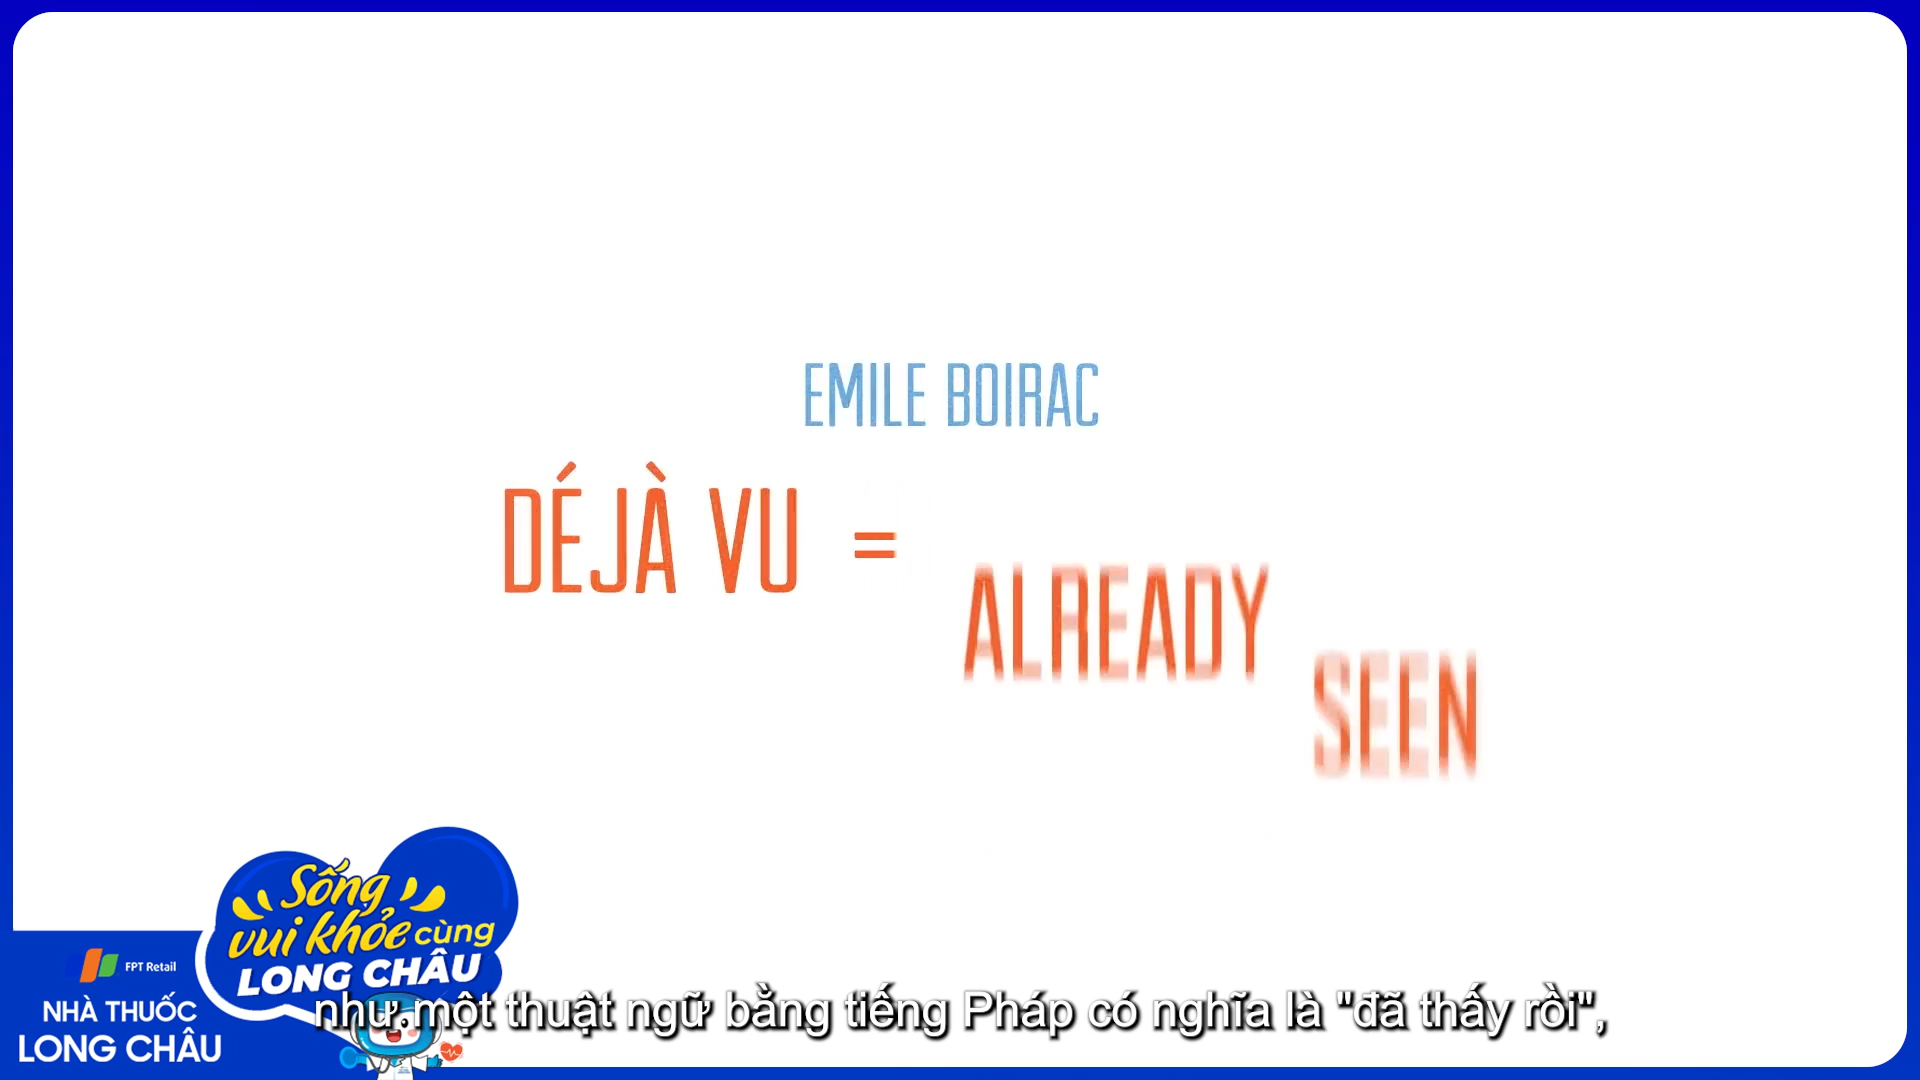 EMILE BOIRAC
DÉJÀ VU = ALREADY SEEN
Sống
vui khỏe cùng
LONG CHÂU
FPT Retail
NHÀ THUỐC
LONG CHÂU
như một thuật ngữ bằng tiếng Pháp có nghĩa là "đã thấy rồi",